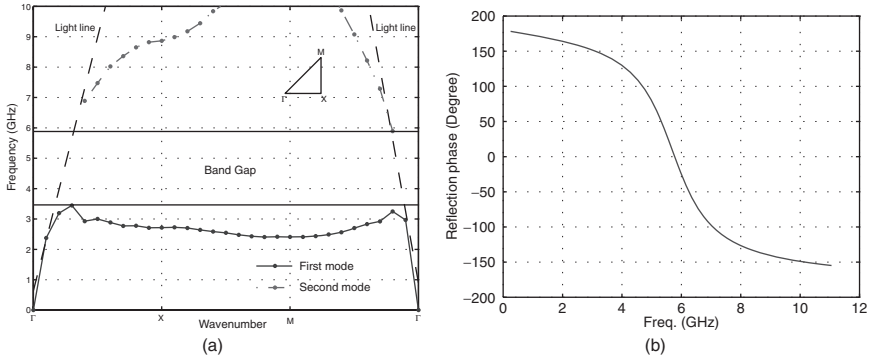 10
9
8
7
6
5
4
3
2
1
0
Frequency (GHz)
Light line
Light line
M
Γ
X
Band Gap
First mode
Second mode
Γ
X
M
Γ
Wavenumber
(a)
200
150
100
50
0
−50
−100
−150
−200
Reflection phase (Degree)
0
2
4
6
8
10
12
Freq. (GHz)
(b)